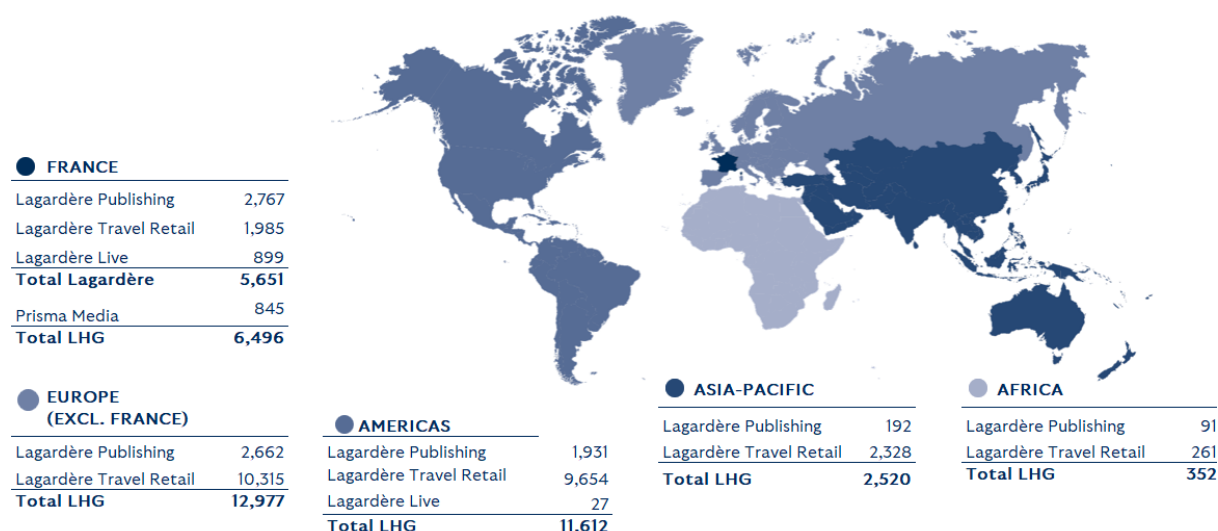 FRANCE
Lagardère Publishing 2,767
Lagardère Travel Retail 1,985
Lagardère Live 899
Total Lagardère 5,651
Prisma Media 845
Total LHG 6,496
EUROPE
(EXCL. FRANCE)
Lagardère Publishing 2,662
Lagardère Travel Retail 10,315
Total LHG 12,977
AMERICAS
Lagardère Publishing 1,931
Lagardère Travel Retail 9,654
Lagardère Live 27
Total LHG 11,612
ASIA-PACIFIC
Lagardère Publishing 192
Lagardère Travel Retail 2,328
Total LHG 2,520
AFRICA
Lagardère Publishing 91
Lagardère Travel Retail 261
Total LHG 352